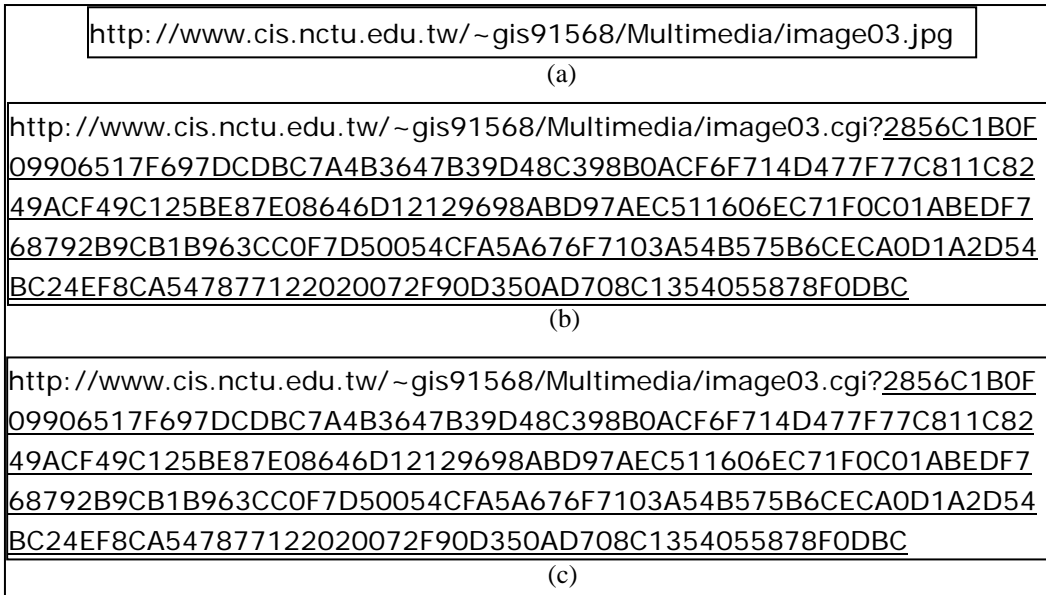 http://www.cis.nctu.edu.tw/~gis91568/Multimedia/image03.jpg
(a)
http://www.cis.nctu.edu.tw/~gis91568/Multimedia/image03.cgi?2856C1B0F
09906517F697DCDBC7A4B3647B39D48C398B0ACF6F714D477F77C811C82
49ACF49C125BE87E08646D12129698ABD97AEC511606EC71F0C01ABEDF7
68792B9CB1B963CC0F7D50054CFA5A676F7103A54B575B6CECA0D1A2D54
BC24EF8CA547877122020072F90D350AD708C1354055878F0DBC
(b)
http://www.cis.nctu.edu.tw/~gis91568/Multimedia/image03.cgi?2856C1B0F
09906517F697DCDBC7A4B3647B39D48C398B0ACF6F714D477F77C811C82
49ACF49C125BE87E08646D12129698ABD97AEC511606EC71F0C01ABEDF7
68792B9CB1B963CC0F7D50054CFA5A676F7103A54B575B6CECA0D1A2D54
BC24EF8CA547877122020072F90D350AD708C1354055878F0DBC
(c)